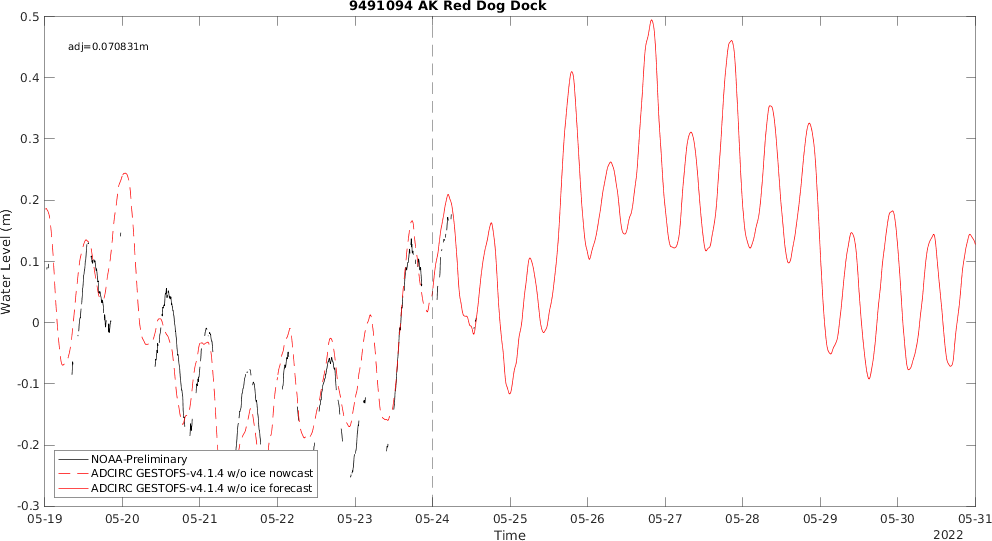 9491094 AK Red Dog Dock
adj=0.070831m
Water Level (m)
0.5
0.4
0.3
0.2
0.1
0
-0.1
-0.2
-0.3
NOAA-Preliminary
ADCIRC GESTOFS-v4.1.4 w/o ice nowcast
ADCIRC GESTOFS-v4.1.4 w/o ice forecast
05-19 05-20 05-21 05-22 05-23 05-24 05-25 05-26 05-27 05-28 05-29 05-30 05-31
Time
2022